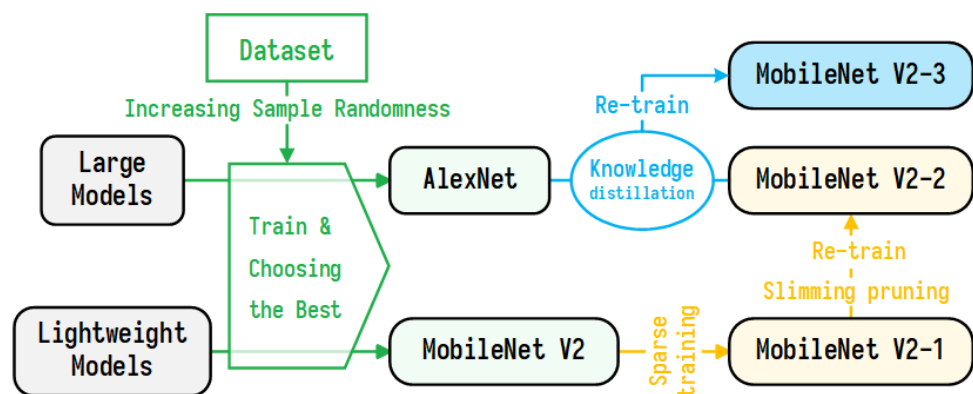 Dataset
Increasing Sample Randomness
Large
Models
Train &
Choosing
the Best
Lightweight
Models
AlexNet
MobileNet V2
Knowledge
distillation
Re-train
MobileNet V2-3
MobileNet V2-2
Re-train
Slimming pruning
Sparse
training
MobileNet V2-1